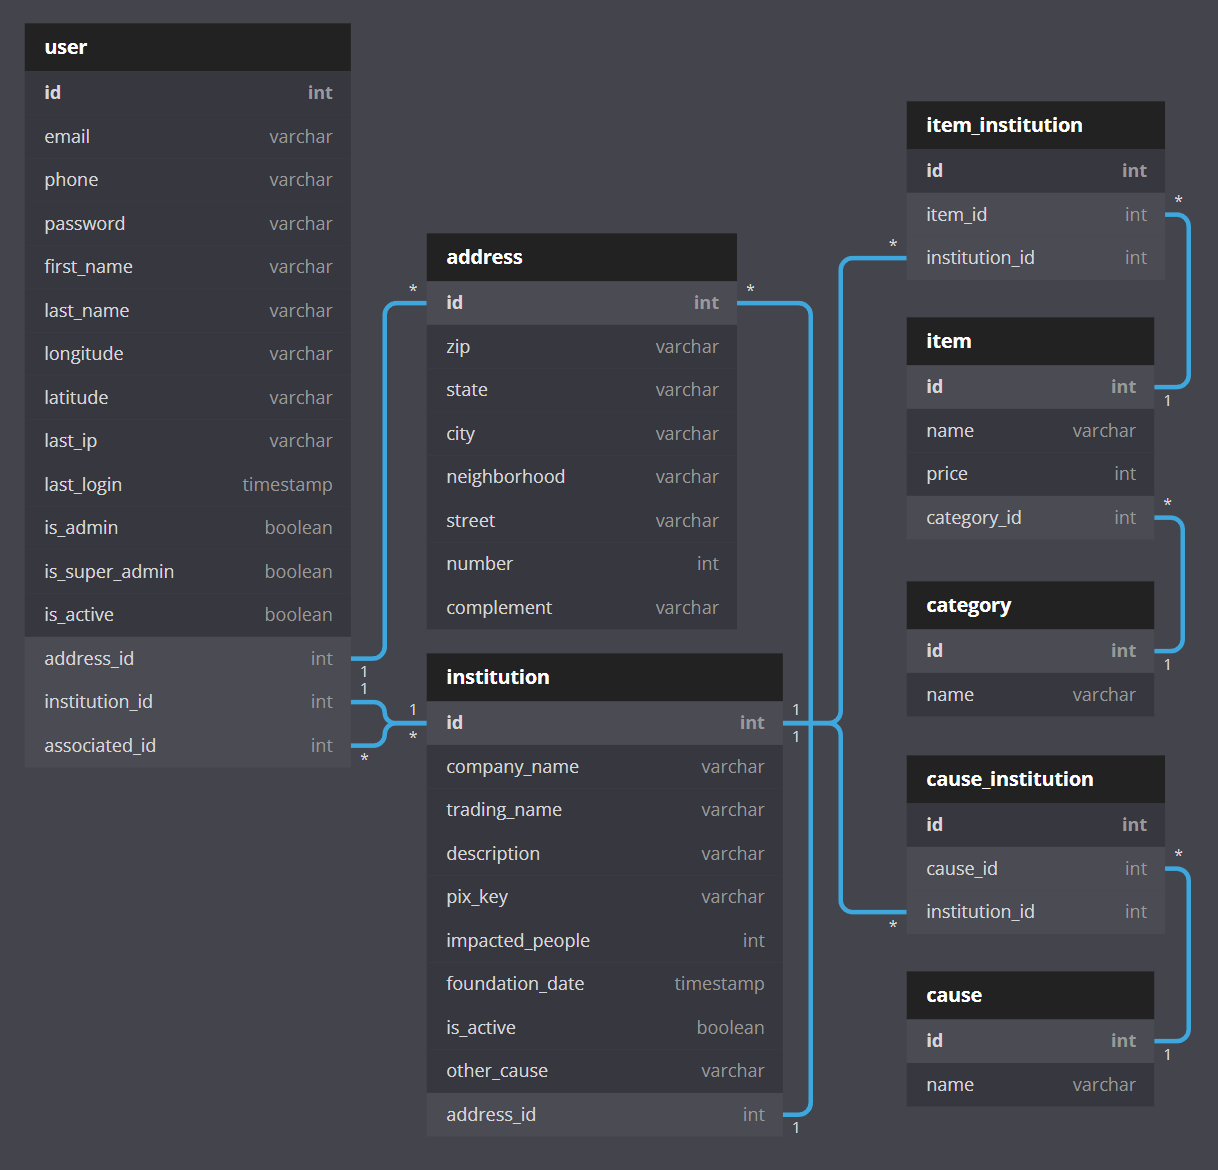 user
id int
email varchar
phone varchar
password varchar
first_name varchar
last_name varchar
longitude varchar
latitude varchar
last_ip varchar
last_login timestamp
is_admin boolean
is_super_admin boolean
is_active boolean
address_id int
institution_id int
associated_id int
1
1
*
*
address
id int
zip varchar
state varchar
city varchar
neighborhood varchar
street varchar
number int
complement varchar
*
1
*
institution
id int
company_name varchar
trading_name varchar
description varchar
pix_key varchar
impacted_people int
foundation_date timestamp
is_active boolean
other_cause varchar
address_id int
1
1
1
*
item_institution
id int
item_id int
institution_id int
*
item
id int
name varchar
price int
category_id int
1
*
category
id int
name varchar
1
cause_institution
id int
cause_id int
institution_id int
*
*
cause
id int
name varchar
1